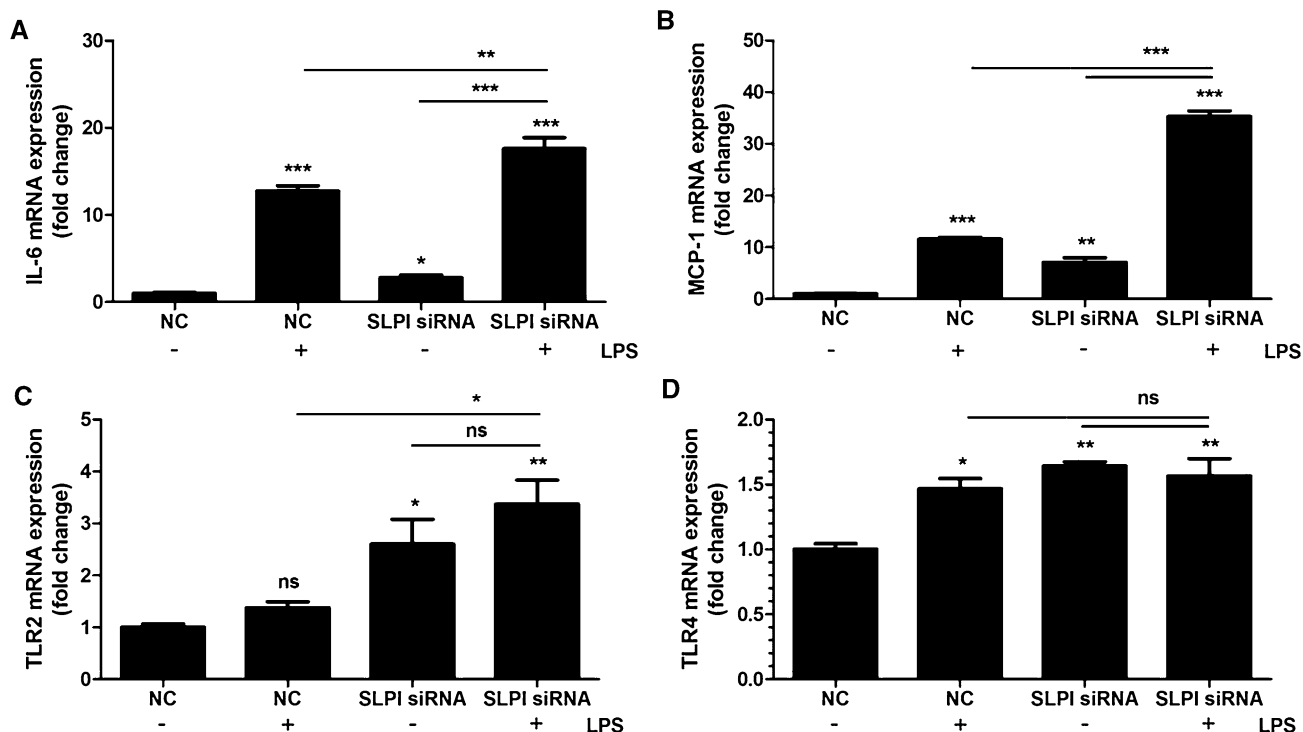 A
IL-6 mRNA expression
(fold change)
30
20
10
0
**
***
***
***
*
NC NC SLPI siRNA SLPI siRNA
- + - + LPS
B
MCP-1 mRNA expression
(fold change)
50
40
30
20
10
0
***
***
***
**
NC NC SLPI siRNA SLPI siRNA
- + - + LPS
C
TLR2 mRNA expression
(fold change)
5
4
3
2
1
0
*
ns
**
*
ns
NC NC SLPI siRNA SLPI siRNA
- + - + LPS
D
TLR4 mRNA expression
(fold change)
2.0
1.5
1.0
0.5
0.0
ns
* ** **
NC NC SLPI siRNA SLPI siRNA
- + - + LPS